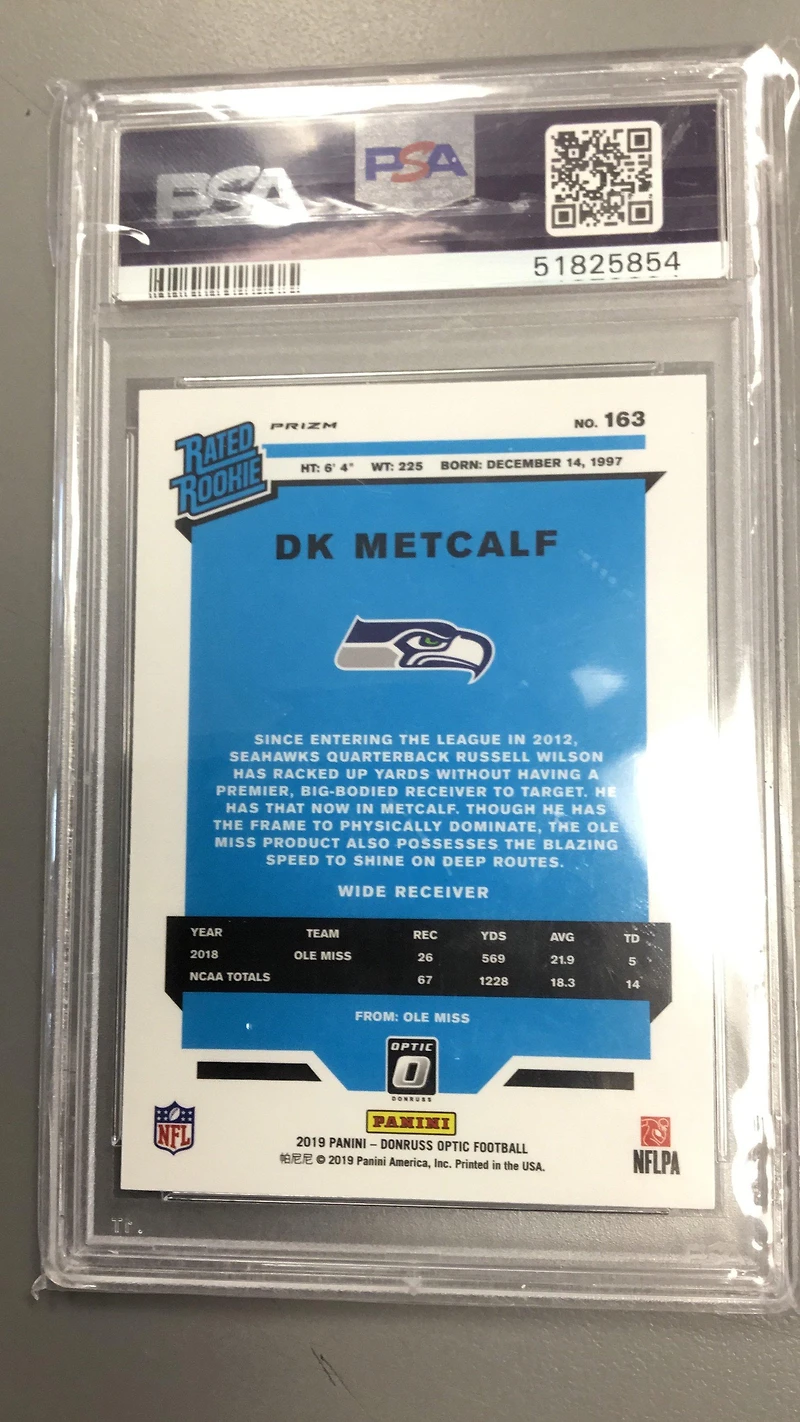 PSA PSA
51825854
RATED
ROOKIE
PRIZM
NO. 163
HT: 6' 4" WT: 225 BORN: DECEMBER 14, 1997
DK METCALF
SINCE ENTERING THE LEAGUE IN 2012,
SEAHAWKS QUARTERBACK RUSSELL WILSON
HAS RACKED UP YARDS WITHOUT HAVING A
PREMIER, BIG-BODIED RECEIVER TO TARGET. HE
HAS THAT NOW IN METCALF. THOUGH HE HAS
THE FRAME TO PHYSICALLY DOMINATE, THE OLE
MISS PRODUCT ALSO POSSESSES THE BLAZING
SPEED TO SHINE ON DEEP ROUTES.
WIDE RECEIVER
YEAR TEAM REC YDS AVG TD
2018 OLE MISS 26 569 21.9 5
NCAA TOTALS 67 1228 18.3 14
FROM: OLE MISS
OPTIC
O
DONRUSS
PANINI
NFL
2019 PANINI – DONRUSS OPTIC FOOTBALL
帕尼尼 © 2019 Panini America, Inc. Printed in the USA.
NFLPA